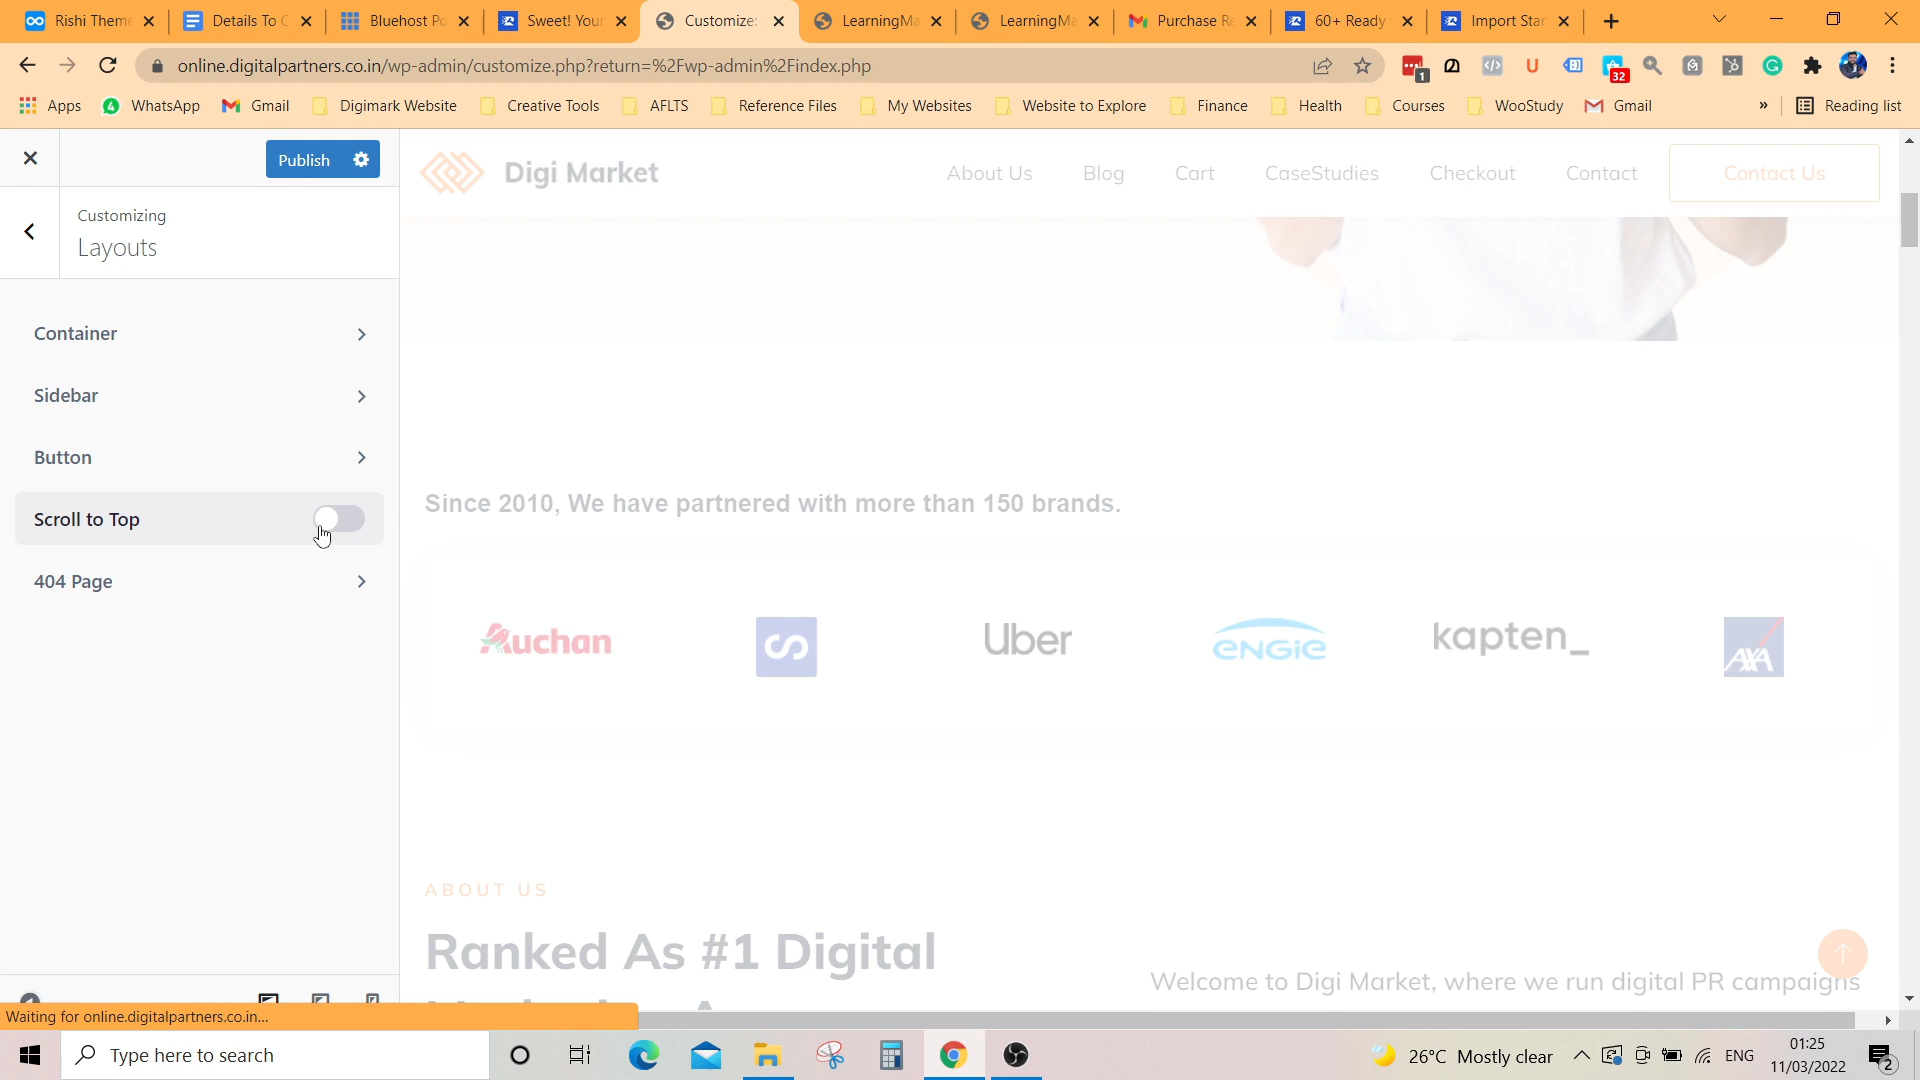 Rishi Theme
Details To C
Bluehost Po
Sweet! Your
Customize:
LearningMa
LearningMa
Purchase Re
60+ Ready
Import Star
online.digitalpartners.co.in/wp-admin/customize.php?return=%2Fwp-admin%2Findex.php
1
32
Apps
WhatsApp
Gmail
Digimark Website
Creative Tools
AFLTS
Reference Files
My Websites
Website to Explore
Finance
Health
Courses
WooStudy
Gmail
»
Reading list
Publish
Digi Market
About Us
Blog
Cart
CaseStudies
Checkout
Contact
Contact Us
Customizing
Layouts
Container
Sidebar
Button
Scroll to Top
404 Page
Since 2010, We have partnered with more than 150 brands.
Auchan
Uber
ENGIE
kapten_
AXA
ABOUT US
Ranked As #1 Digital
Welcome to Digi Market, where we run digital PR campaigns
Waiting for online.digitalpartners.co.in...
Type here to search
26°C Mostly clear
ENG
01:25
11/03/2022
2